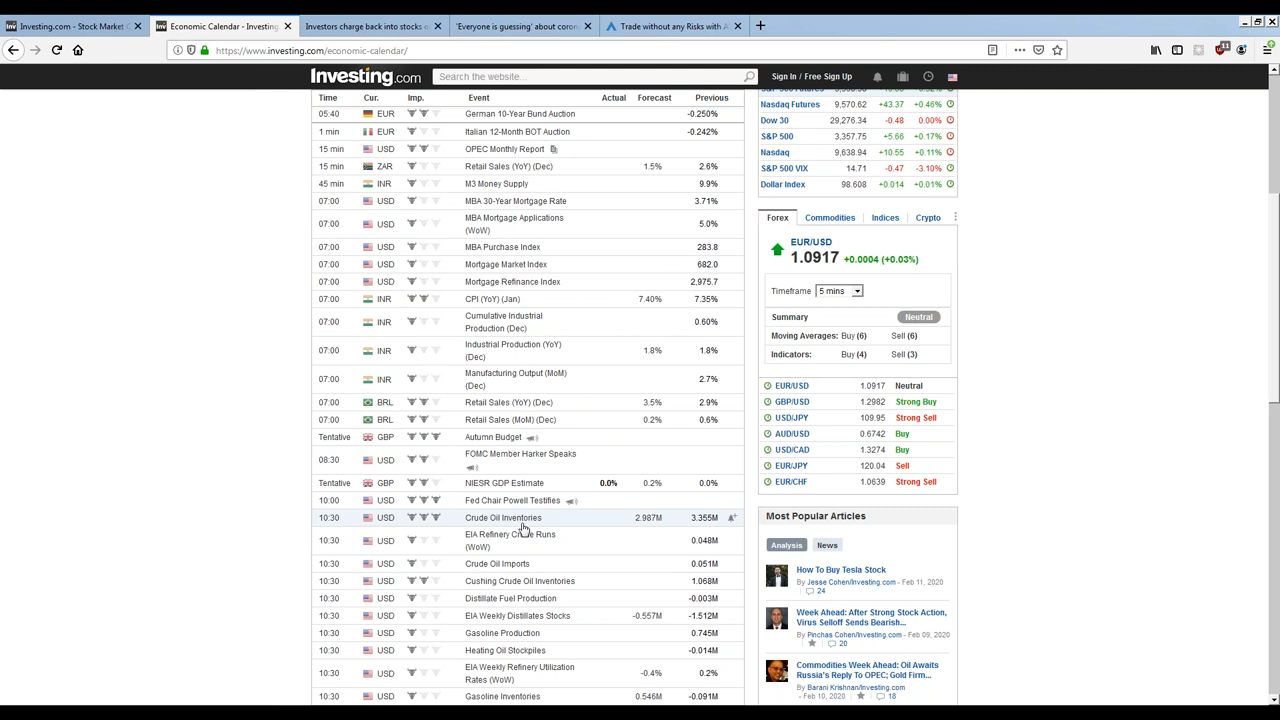 Investing.com - Stock Market Q
Economic Calendar - Investing
Investors charge back into stocks o
'Everyone is guessing' about coron
Trade without any Risks with A
https://www.investing.com/economic-calendar/
11
Investing.com
Search the website...
Sign In / Free Sign Up
Time Cur. Imp. Event Actual Forecast Previous
05:40 EUR German 10-Year Bund Auction -0.250%
1 min EUR Italian 12-Month BOT Auction -0.242%
15 min USD OPEC Monthly Report
15 min ZAR Retail Sales (YoY) (Dec) 1.5% 2.6%
45 min INR M3 Money Supply 9.9%
07:00 USD MBA 30-Year Mortgage Rate 3.71%
07:00 USD MBA Mortgage Applications 5.0%
(WoW)
07:00 USD MBA Purchase Index 283.8
07:00 USD Mortgage Market Index 682.0
07:00 USD Mortgage Refinance Index 2,975.7
07:00 INR CPI (YoY) (Jan) 7.40% 7.35%
07:00 INR Cumulative Industrial 0.60%
Production (Dec)
07:00 INR Industrial Production (YoY) 1.8% 1.8%
(Dec)
07:00 INR Manufacturing Output (MoM) 2.7%
(Dec)
07:00 BRL Retail Sales (YoY) (Dec) 3.5% 2.9%
07:00 BRL Retail Sales (MoM) (Dec) 0.2% 0.6%
Tentative GBP Autumn Budget
08:30 USD FOMC Member Harker Speaks
Tentative GBP NIESR GDP Estimate 0.0% 0.2% 0.0%
10:00 USD Fed Chair Powell Testifies
10:30 USD Crude Oil Inventories 2.987M 3.355M
10:30 USD EIA Refinery Crude Runs 0.048M
(WoW)
10:30 USD Crude Oil Imports 0.051M
10:30 USD Cushing Crude Oil Inventories 1.068M
10:30 USD Distillate Fuel Production -0.003M
10:30 USD EIA Weekly Distillates Stocks -0.557M -1.512M
10:30 USD Gasoline Production 0.745M
10:30 USD Heating Oil Stockpiles -0.014M
10:30 USD EIA Weekly Refinery Utilization -0.4% 0.2%
Rates (WoW)
10:30 USD Gasoline Inventories 0.546M -0.091M
S&P 500 Futures
Nasdaq Futures 9,570.62 +43.37 +0.46%
Dow 30 29,276.34 -0.48 0.00%
S&P 500 3,357.75 +5.66 +0.17%
Nasdaq 9,638.94 +10.55 +0.11%
S&P 500 VIX 14.71 -0.47 -3.10%
Dollar Index 98.608 +0.014 +0.01%
Forex Commodities Indices Crypto
EUR/USD
1.0917 +0.0004 (+0.03%)
Timeframe 5 mins
Summary Neutral
Moving Averages: Buy (6) Sell (6)
Indicators: Buy (4) Sell (3)
EUR/USD 1.0917 Neutral
GBP/USD 1.2982 Strong Buy
USD/JPY 109.95 Strong Sell
AUD/USD 0.6742 Buy
USD/CAD 1.3274 Buy
EUR/JPY 120.04 Sell
EUR/CHF 1.0639 Strong Sell
Most Popular Articles
Analysis News
How To Buy Tesla Stock
By Jesse Cohen/Investing.com - Feb 11, 2020
24
Week Ahead: After Strong Stock Action,
Virus Selloff Sends Bearish...
By Pinchas Cohen/Investing.com - Feb 09, 2020
20
Commodities Week Ahead: Oil Awaits
Russia's Reply To OPEC; Gold Firm...
By Barani Krishnan/Investing.com
- Feb 10, 2020 18